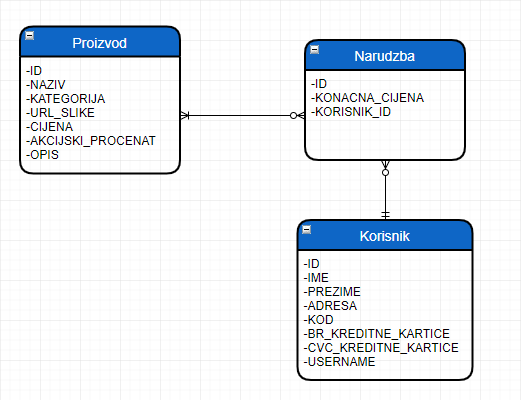 Proizvod
-ID
-NAZIV
-KATEGORIJA
-URL_SLIKE
-CIJENA
-AKCIJSKI_PROCENAT
-OPIS
Narudzba
-ID
-KONACNA_CIJENA
-KORISNIK_ID
Korisnik
-ID
-IME
-PREZIME
-ADRESA
-KOD
-BR_KREDITNE_KARTICE
-CVC_KREDITNE_KARTICE
-USERNAME